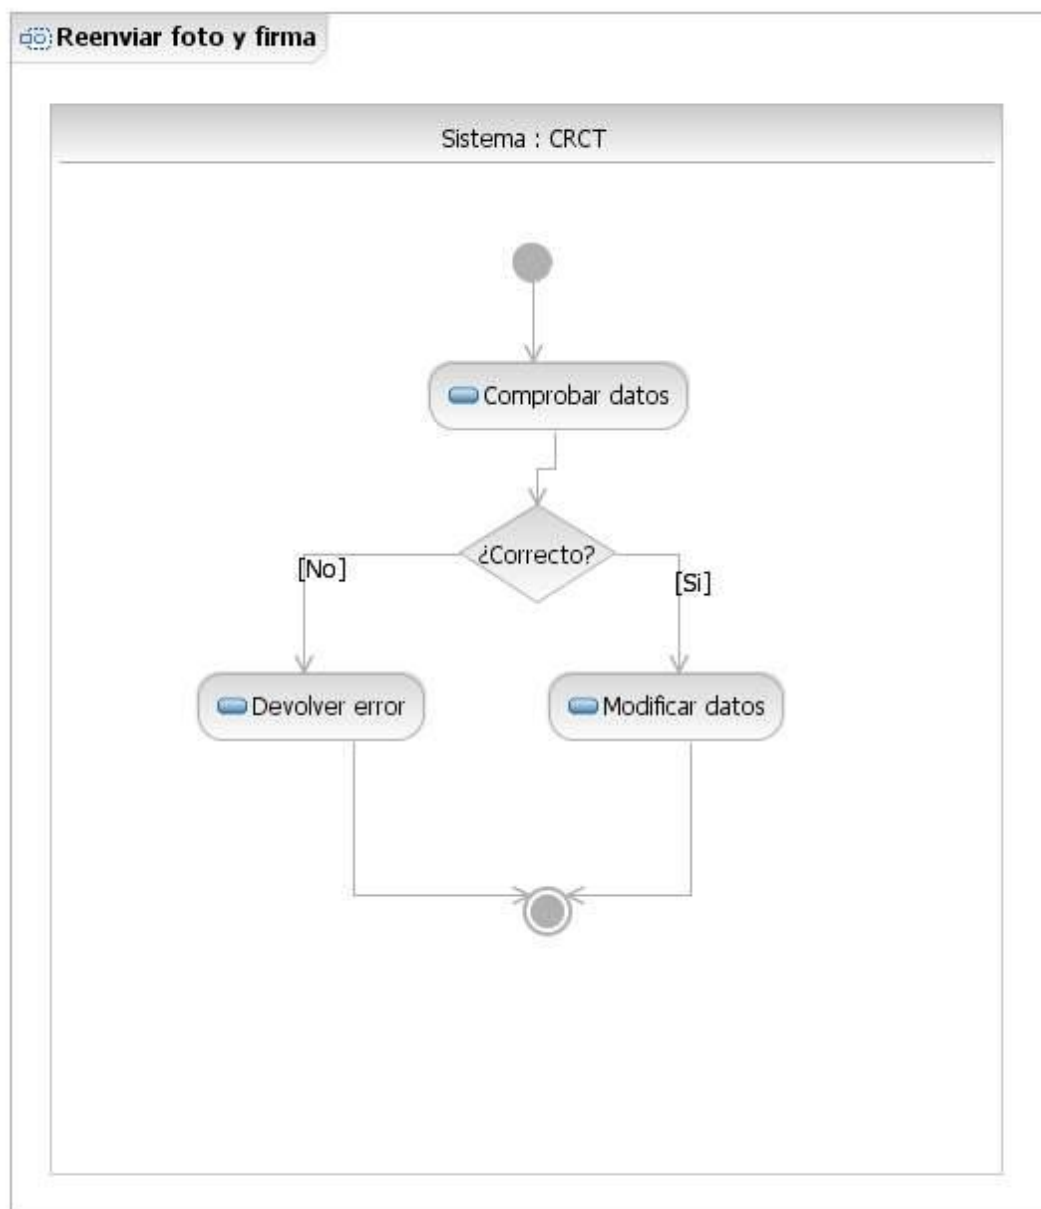 Reenviar foto y firma
Sistema : CRCT
Comprobar datos
¿Correcto?
[No]
[Si]
Devolver error
Modificar datos